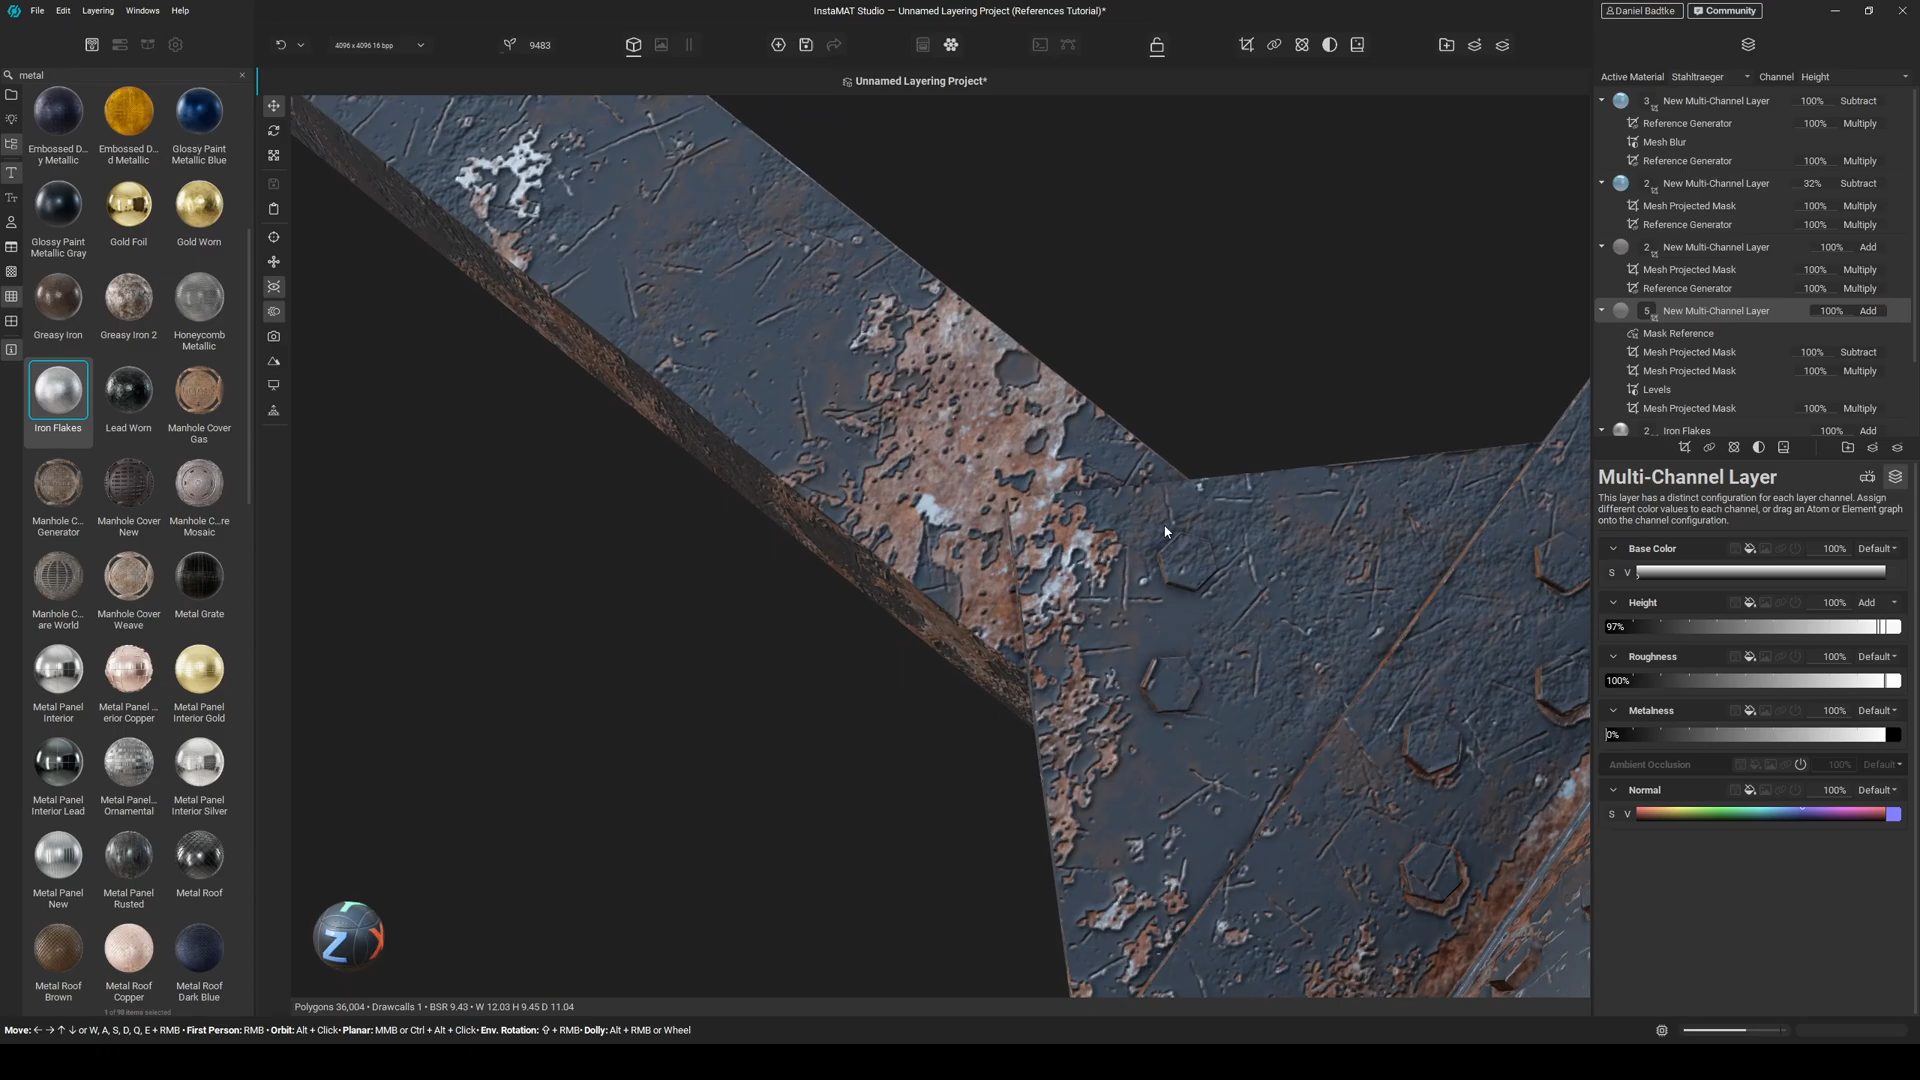 File Edit Layering Windows Help
InstaMAT Studio — Unnamed Layering Project (References Tutorial)*
Daniel Badtke Community
4096 x 4096 16 bpp 9483
metal
Unnamed Layering Project*
Embossed D... y Metallic
Embossed D... d Metallic
Glossy Paint Metallic Blue
Glossy Paint Metallic Gray
Gold Foil
Gold Worn
Greasy Iron
Greasy Iron 2
Honeycomb Metallic
Iron Flakes
Lead Worn
Manhole Cover Gas
Manhole C... Generator
Manhole Cover New
Manhole C...re Mosaic
Manhole C... are World
Manhole Cover Weave
Metal Grate
Metal Panel Interior
Metal Panel ... erior Copper
Metal Panel Interior Gold
Metal Panel Interior Lead
Metal Panel... Ornamental
Metal Panel Interior Silver
Metal Panel New
Metal Panel Rusted
Metal Roof
Metal Roof Brown
Metal Roof Copper
Metal Roof Dark Blue
1 of 98 items selected
Z
Polygons 36,004 • Drawcalls 1 • BSR 9.43 • W 12.03 H 9.45 D 11.04
Move: ← → ↑ ↓ or W, A, S, D, Q, E + RMB • First Person: RMB • Orbit: Alt + Click • Planar: MMB or Ctrl + Alt + Click • Env. Rotation: ⇧ + RMB • Dolly: Alt + RMB or Wheel
Active Material Stahltraeger Channel Height
3 New Multi-Channel Layer 100% Subtract
Reference Generator 100% Multiply
Mesh Blur
Reference Generator 100% Multiply
2 New Multi-Channel Layer 32% Subtract
Mesh Projected Mask 100% Multiply
Reference Generator 100% Multiply
2 New Multi-Channel Layer 100% Add
Mesh Projected Mask 100% Multiply
Reference Generator 100% Multiply
5 New Multi-Channel Layer 100% Add
Mask Reference
Mesh Projected Mask 100% Subtract
Mesh Projected Mask 100% Multiply
Levels
Mesh Projected Mask 100% Multiply
2 Iron Flakes 100% Add
Multi-Channel Layer
This layer has a distinct configuration for each layer channel. Assign
different color values to each channel, or drag an Atom or Element graph
onto the channel configuration.
Base Color 100% Default
S V
Height 100% Add
97%
Roughness 100% Default
100%
Metalness 100% Default
0%
Ambient Occlusion 100% Default
Normal 100% Default
S V